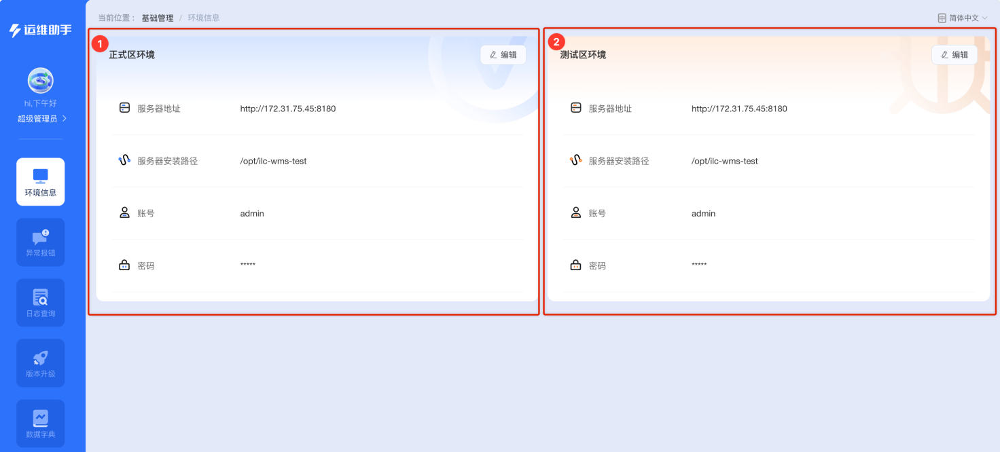 运维助手
hi,下午好
超级管理员
环境信息
异常报错
日志查询
版本升级
数据字典
当前位置： 基础管理 / 环境信息
简体中文
1
正式区环境
编辑
服务器地址 http://172.31.75.45:8180
服务器安装路径 /opt/ilc-wms-test
账号 admin
密码 *****
2
测试区环境
编辑
服务器地址 http://172.31.75.45:8180
服务器安装路径 /opt/ilc-wms-test
账号 admin
密码 *****